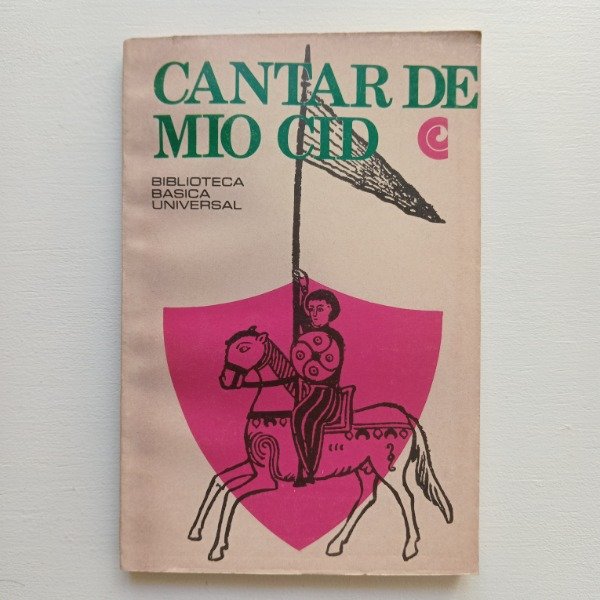 CANTAR DE
MIO CID
BIBLIOTECA
BASICA
UNIVERSAL